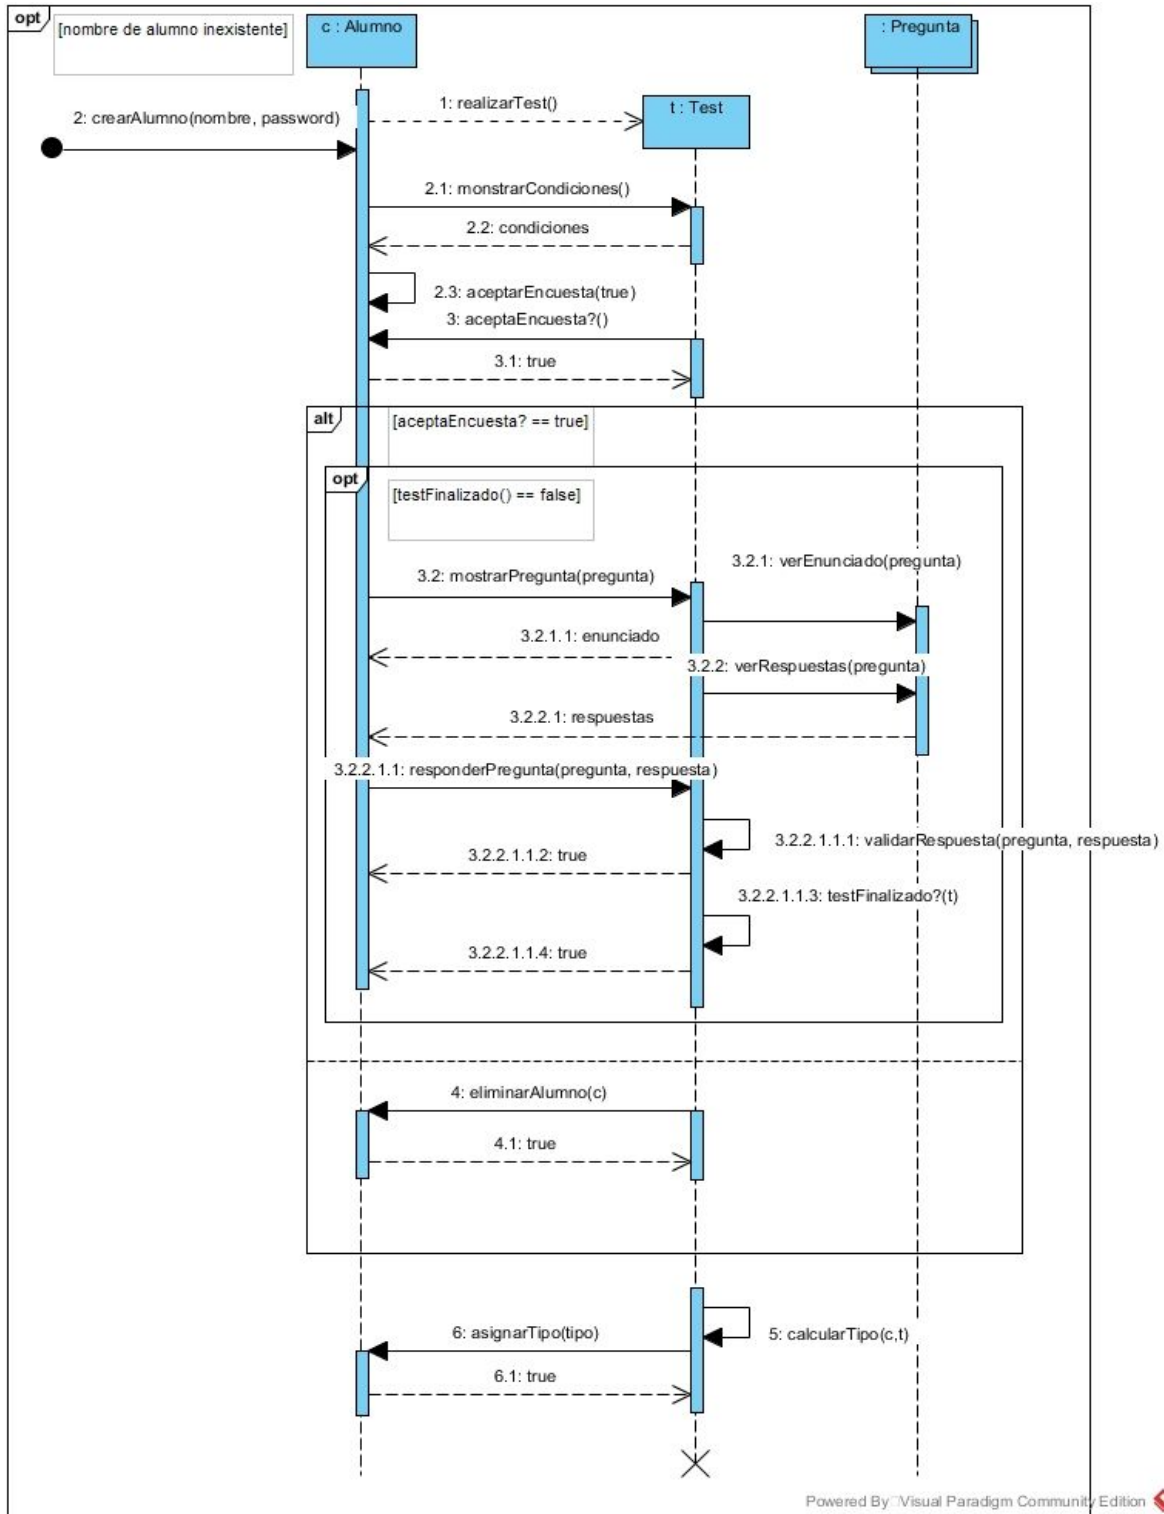 opt
[nombre de alumno inexistente]
c : Alumno
: Pregunta
1: realizarTest()
t : Test
2: crearAlumno(nombre, password)
2.1: monstrarCondiciones()
2.2: condiciones
2.3: aceptarEncuesta(true)
3: aceptaEncuesta?()
3.1: true
alt
[aceptaEncuesta? == true]
opt
[testFinalizado() == false]
3.2.1: verEnunciado(pregunta)
3.2: mostrarPregunta(pregunta)
3.2.1.1: enunciado
3.2.2: verRespuestas(pregunta)
3.2.2.1: respuestas
3.2.2.1.1: responderPregunta(pregunta, respuesta)
3.2.2.1.1.1: validarRespuesta(pregunta, respuesta)
3.2.2.1.1.2: true
3.2.2.1.1.3: testFinalizado?(t)
3.2.2.1.1.4: true
4: eliminarAlumno(c)
4.1: true
6: asignarTipo(tipo)
5: calcularTipo(c,t)
6.1: true
Powered By Visual Paradigm Community Edition